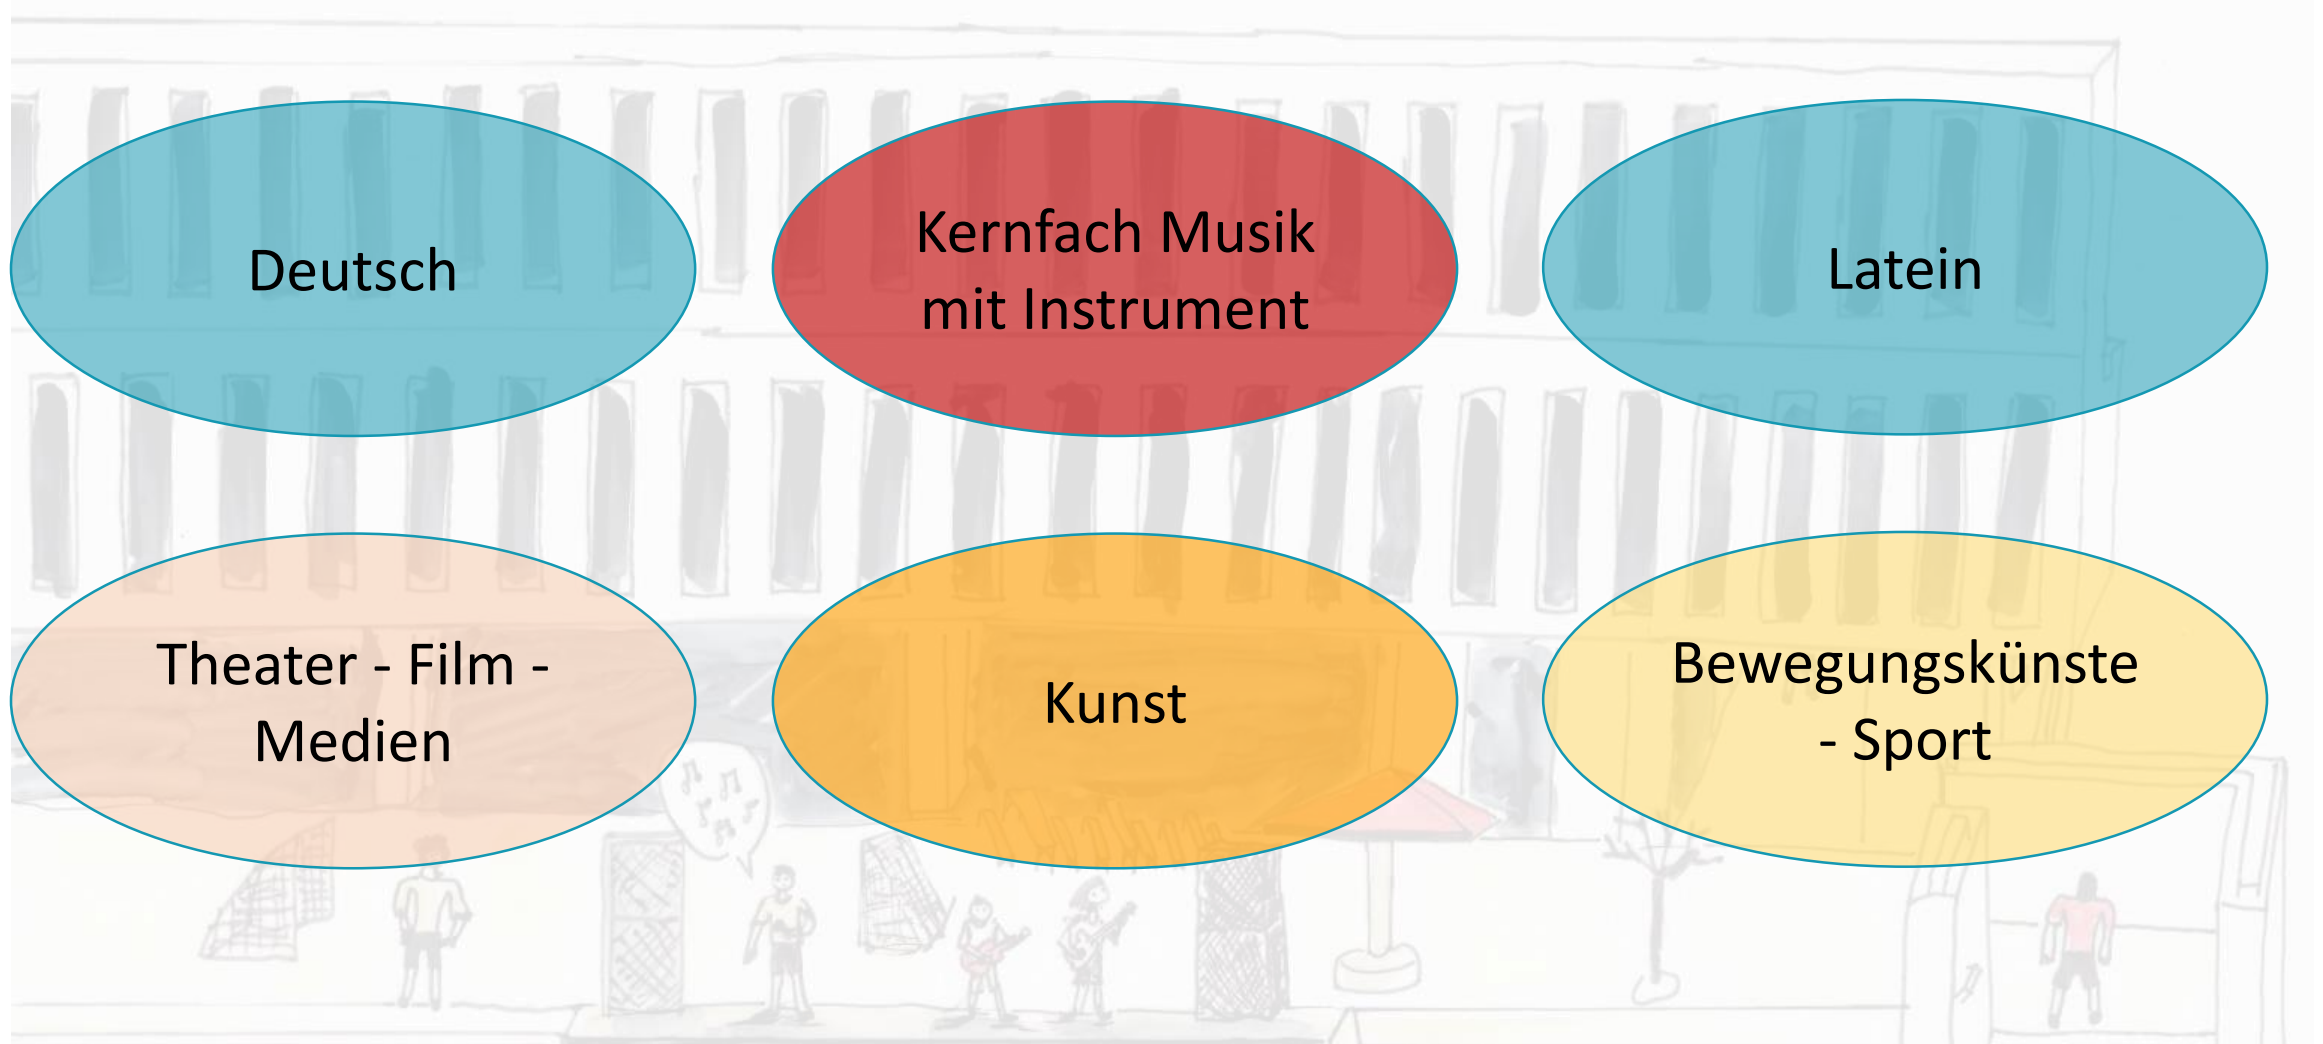 Deutsch
Kernfach Musik
mit Instrument
Latein
Theater - Film -
Medien
Kunst
Bewegungskünste
- Sport